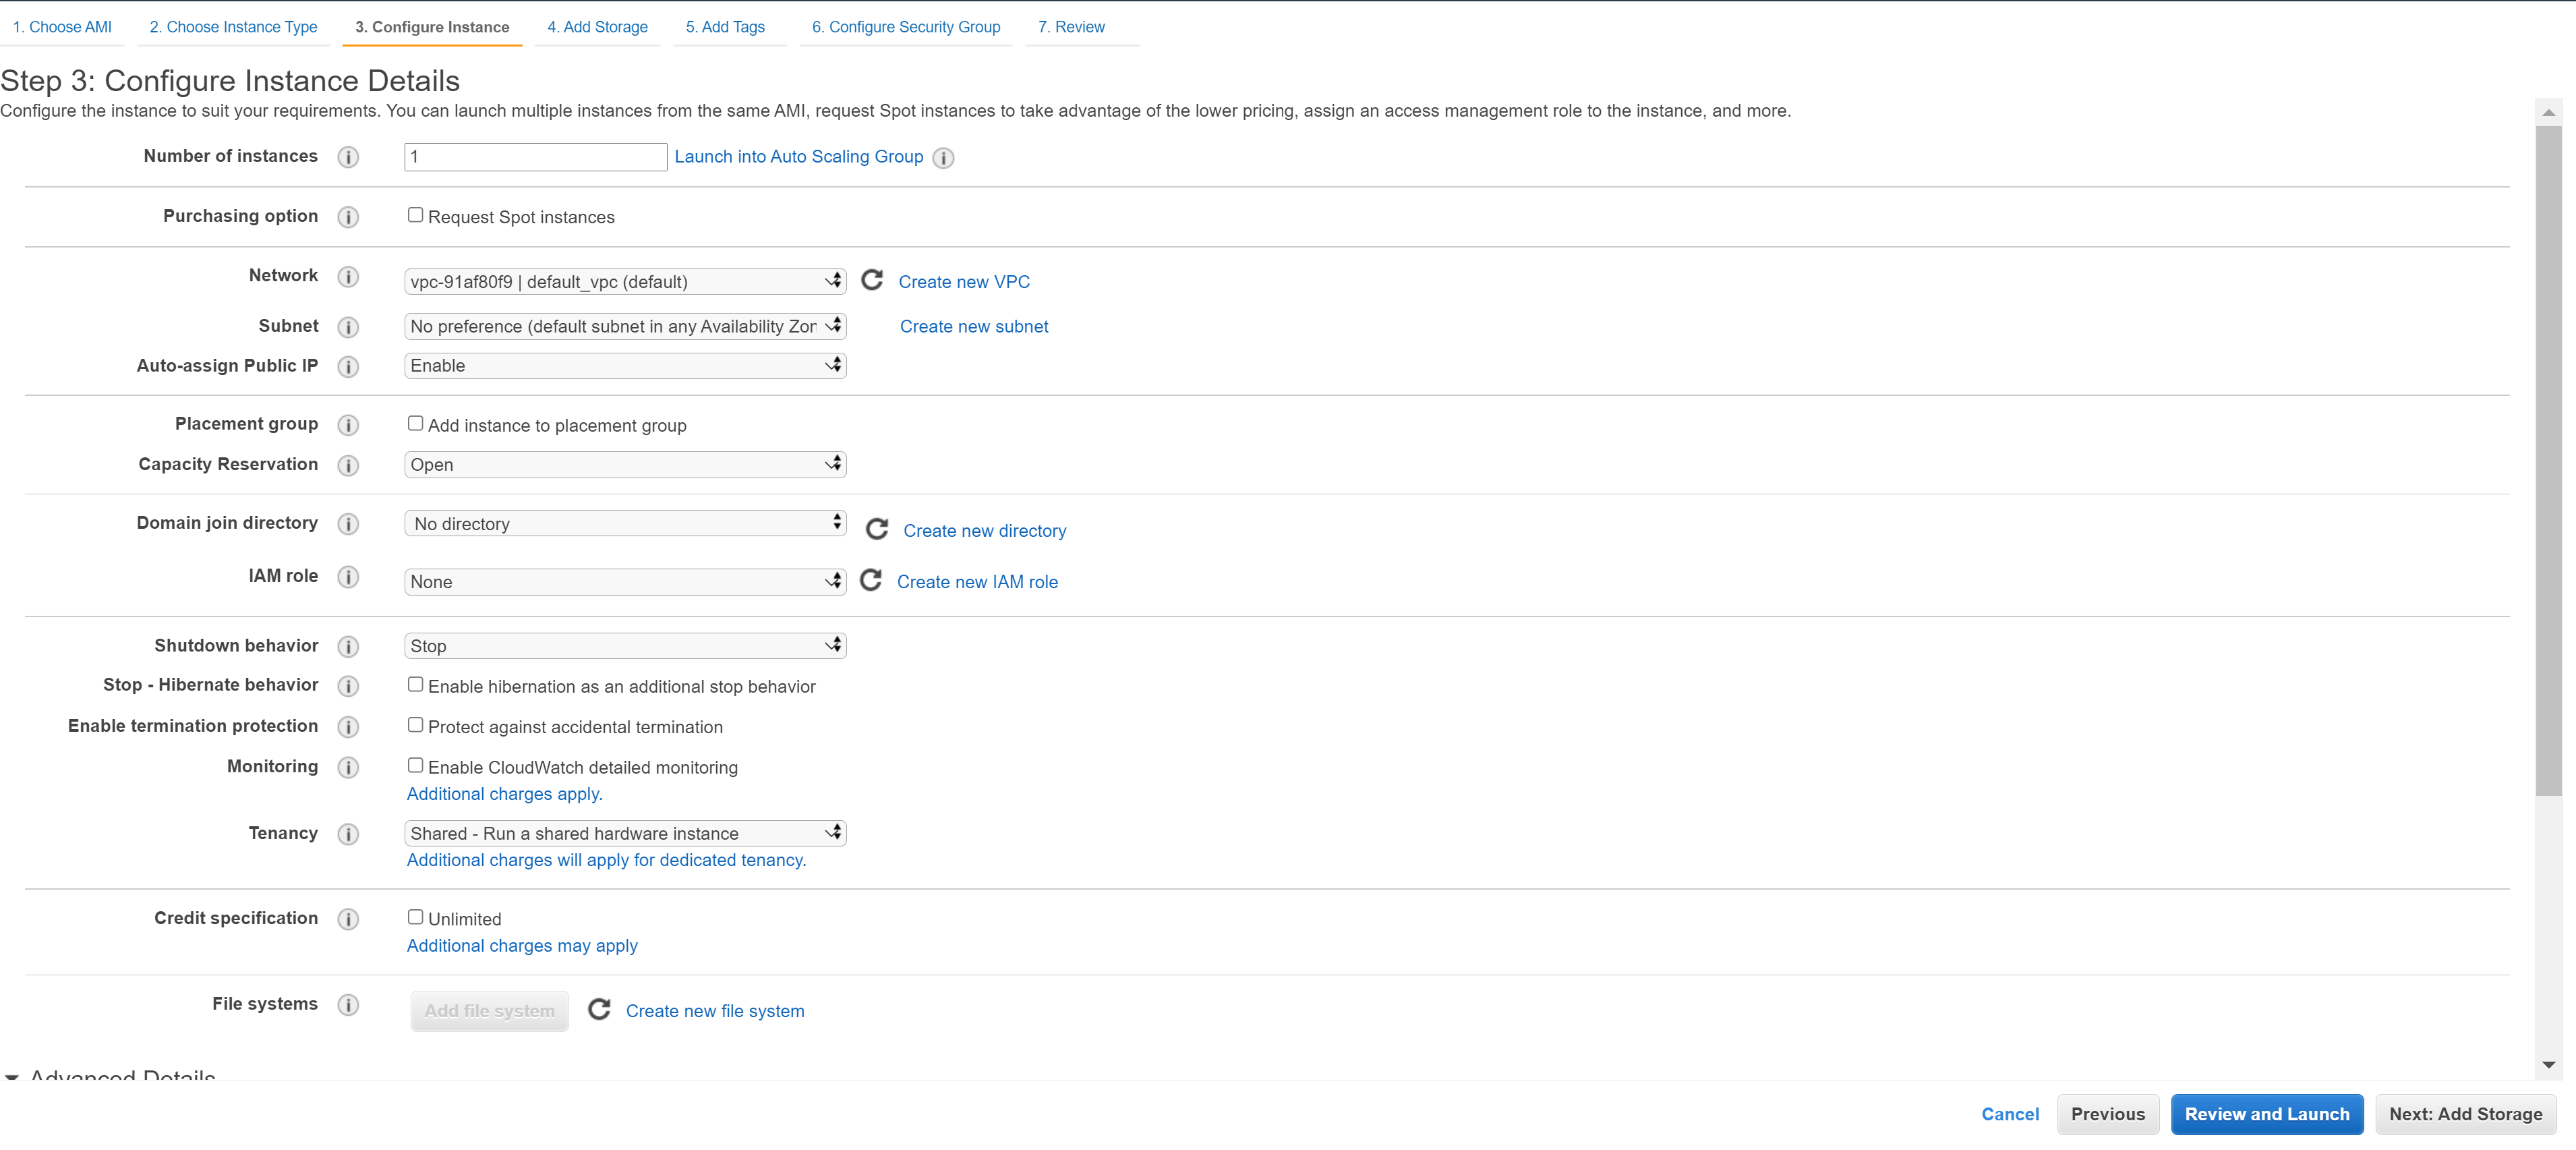 1. Choose AMI 2. Choose Instance Type 3. Configure Instance 4. Add Storage 5. Add Tags 6. Configure Security Group 7. Review
Step 3: Configure Instance Details
Configure the instance to suit your requirements. You can launch multiple instances from the same AMI, request Spot instances to take advantage of the lower pricing, assign an access management role to the instance, and more.
Number of instances 1 Launch into Auto Scaling Group
Purchasing option Request Spot instances
Network vpc-91af80f9 | default_vpc (default) Create new VPC
Subnet No preference (default subnet in any Availability Zon Create new subnet
Auto-assign Public IP Enable
Placement group Add instance to placement group
Capacity Reservation Open
Domain join directory No directory Create new directory
IAM role None Create new IAM role
Shutdown behavior Stop
Stop - Hibernate behavior Enable hibernation as an additional stop behavior
Enable termination protection Protect against accidental termination
Monitoring Enable CloudWatch detailed monitoring
Additional charges apply.
Tenancy Shared - Run a shared hardware instance
Additional charges will apply for dedicated tenancy.
Credit specification Unlimited
Additional charges may apply
File systems Add file system Create new file system
Advanced Details
Cancel Previous Review and Launch Next: Add Storage